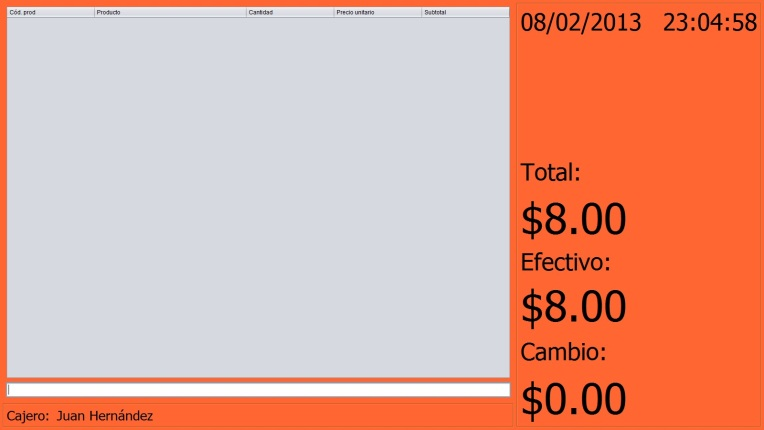 Cód. prod Producto Cantidad Precio unitario Subtotal
08/02/2013 23:04:58
Total:
$8.00
Efectivo:
$8.00
Cambio:
$0.00
Cajero: Juan Hernández